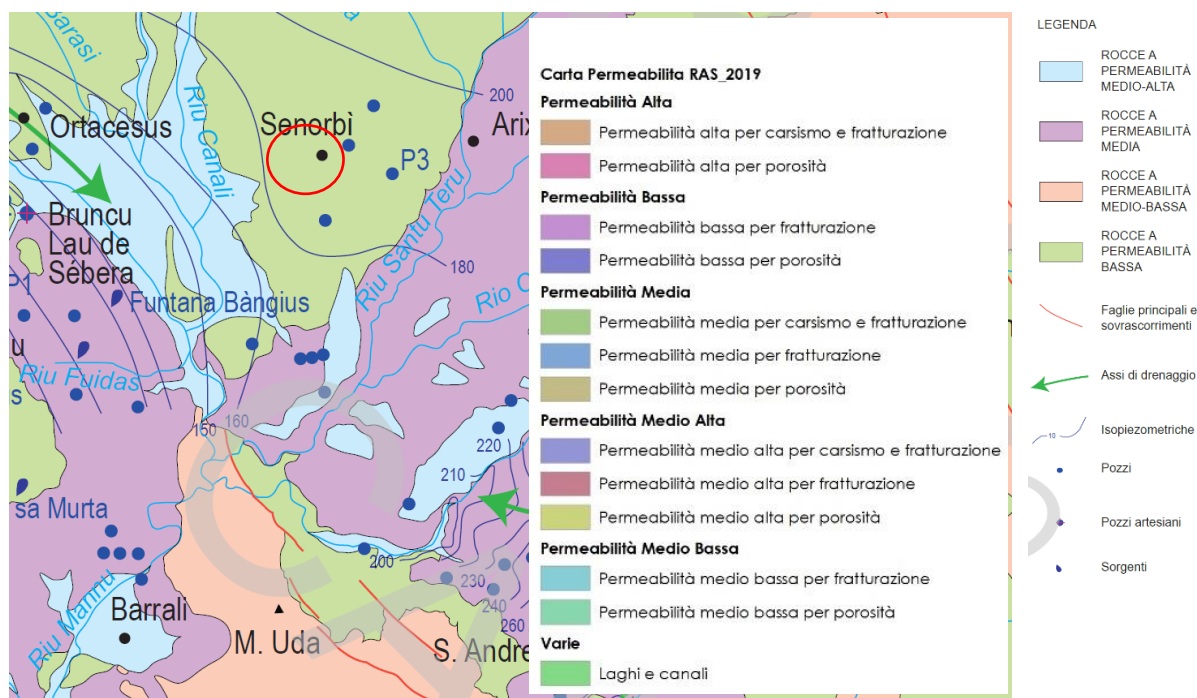 Barasi
Riu Canali
Ortacesus
Senorbì
200
Arix
P3
Bruncu
Lau de
Sébera
P1
Funtana Bàngius
Riu Santu Teru
180
Rio C
u
Riu Fuidas
s
150
160
220
210
sa Murta
200
230
240
260
Riu Mannu
Barrali
M. Uda
S. Andre
Carta Permeabilita RAS_2019
Permeabilità Alta
Permeabilità alta per carsismo e fratturazione
Permeabilità alta per porosità
Permeabilità Bassa
Permeabilità bassa per fratturazione
Permeabilità bassa per porosità
Permeabilità Media
Permeabilità media per carsismo e fratturazione
Permeabilità media per fratturazione
Permeabilità media per porosità
Permeabilità Medio Alta
Permeabilità medio alta per carsismo e fratturazione
Permeabilità medio alta per fratturazione
Permeabilità medio alta per porosità
Permeabilità Medio Bassa
Permeabilità medio bassa per fratturazione
Permeabilità medio bassa per porosità
Varie
Laghi e canali
LEGENDA
ROCCE A
PERMEABILITÀ
MEDIO-ALTA
ROCCE A
PERMEABILITÀ
MEDIA
ROCCE A
PERMEABILITÀ
MEDIO-BASSA
ROCCE A
PERMEABILITÀ
BASSA
Faglie principali e
sovrascorrimenti
Assi di drenaggio
10
Isopiezometriche
Pozzi
Pozzi artesiani
Sorgenti